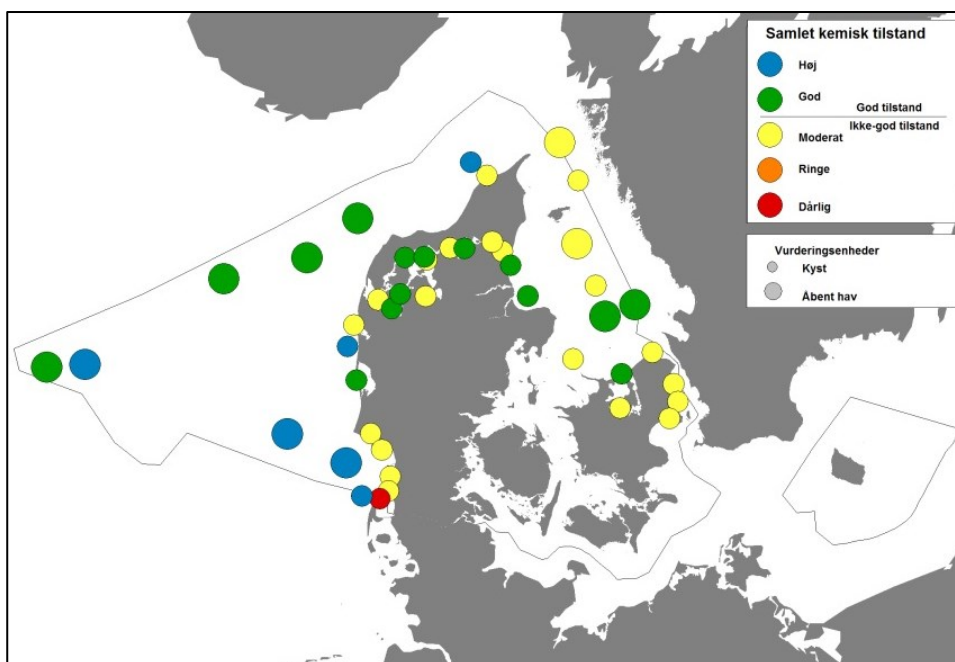 Samlet kemisk tilstand
Høj
God
God tilstand
Ikke-god tilstand
Moderat
Ringe
Dårlig
Vurderingsenheder
Kyst
Åbent hav